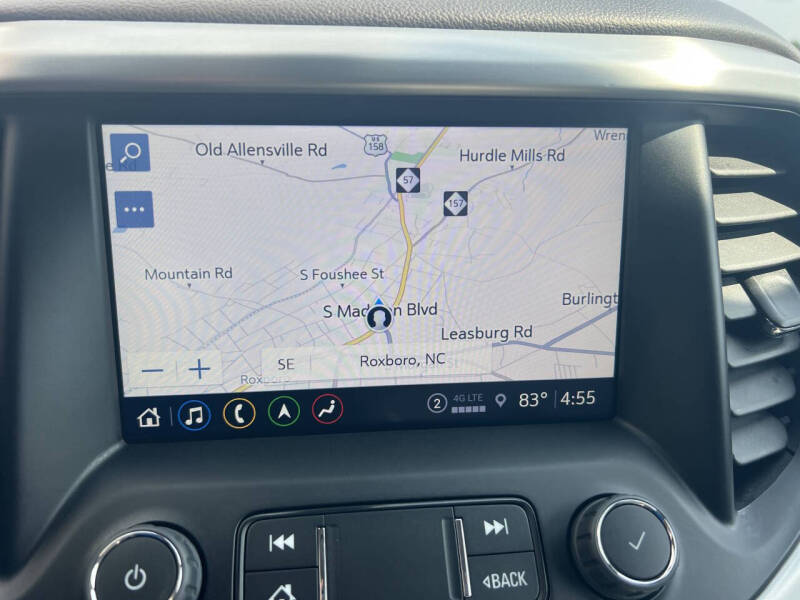 Wrenn
Old Allensville Rd
U.S.
158
Hurdle Mills Rd
57
157
Mountain Rd
S Foushee St
S Mad n Blvd
Burlingt
Leasburg Rd
SE
Roxboro, NC
2
4G LTE
83°
4:55
BACK